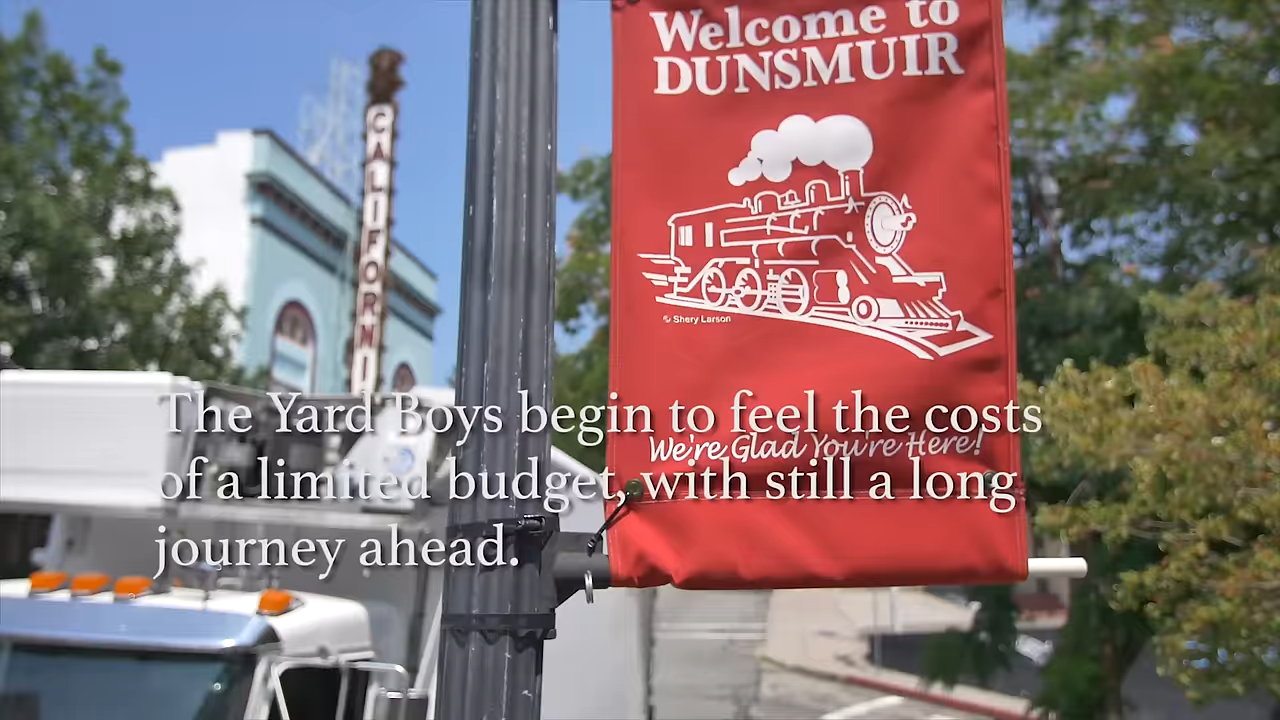 Welcome to
DUNSMUIR
CALIFORNI
© Shery Larson
We're Glad You're Here!
The Yard Boys begin to feel the costs
of a limited budget, with still a long
journey ahead.